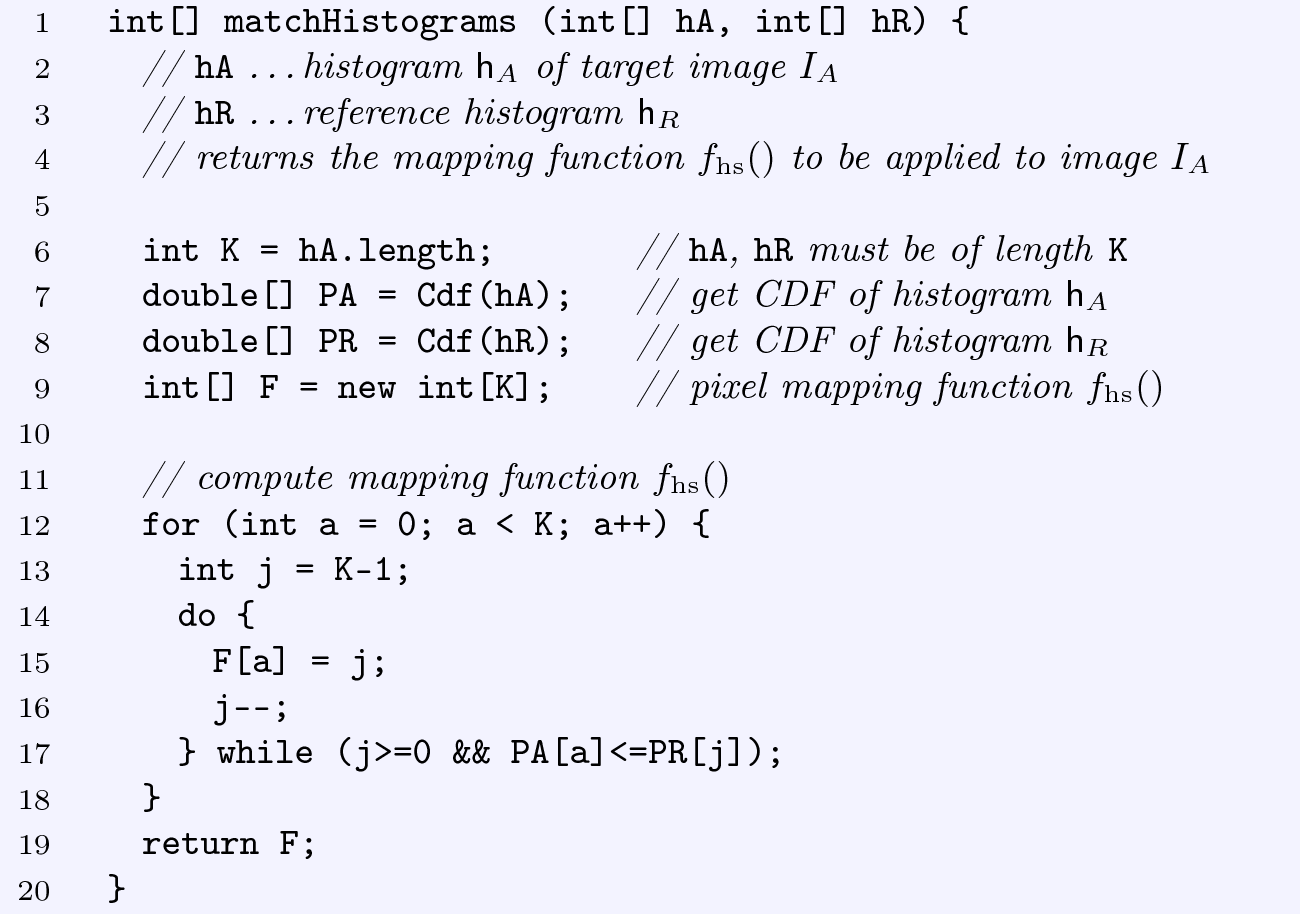 1 int[] matchHistograms (int[] hA, int[] hR) {
2 // hA ... histogram h_A of target image I_A
3 // hR ... reference histogram h_R
4 // returns the mapping function f_hs() to be applied to image I_A
5
6 int K = hA.length; // hA, hR must be of length K
7 double[] PA = Cdf(hA); // get CDF of histogram h_A
8 double[] PR = Cdf(hR); // get CDF of histogram h_R
9 int[] F = new int[K]; // pixel mapping function f_hs()
10
11 // compute mapping function f_hs()
12 for (int a = 0; a < K; a++) {
13 int j = K-1;
14 do {
15 F[a] = j;
16 j--;
17 } while (j>=0 && PA[a]<=PR[j]);
18 }
19 return F;
20 }